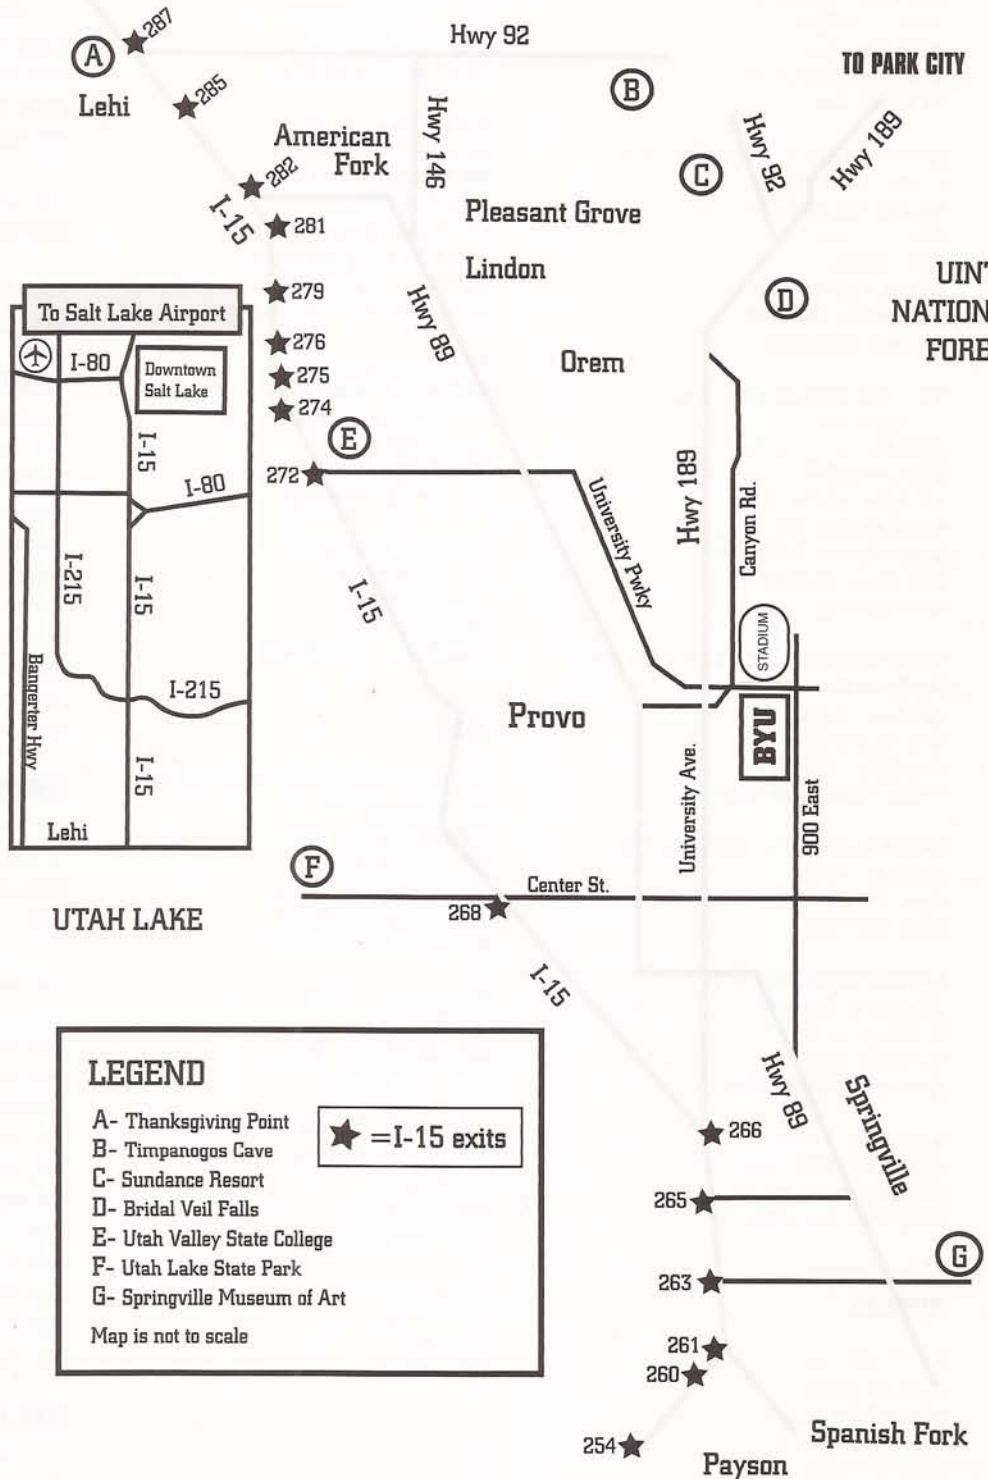 287
A
Lehi
285
Hwy 92
TO PARK CITY
B
American
Fork
Hwy 146
282
I-15
281
C
Hwy 92
Hwy 189
Pleasant Grove
Lindon
279
Hwy 89
D
UINT
NATION
FORE
276
275
274
Orem
E
272
University Pwky
Hwy 189
Canyon Rd.
I-15
STADIUM
BYU
Provo
University Ave.
900 East
To Salt Lake Airport
I-80
Downtown
Salt Lake
I-15
I-80
I-215
I-15
I-215
Bangerter Hwy
I-15
Lehi
F
Center St.
268
UTAH LAKE
I-15
Hwy 89
Springville
266
265
263
G
261
260
254
Spanish Fork
Payson
LEGEND
A- Thanksgiving Point
B- Timpanogos Cave
C- Sundance Resort
D- Bridal Veil Falls
E- Utah Valley State College
F- Utah Lake State Park
G- Springville Museum of Art
Map is not to scale
=I-15 exits